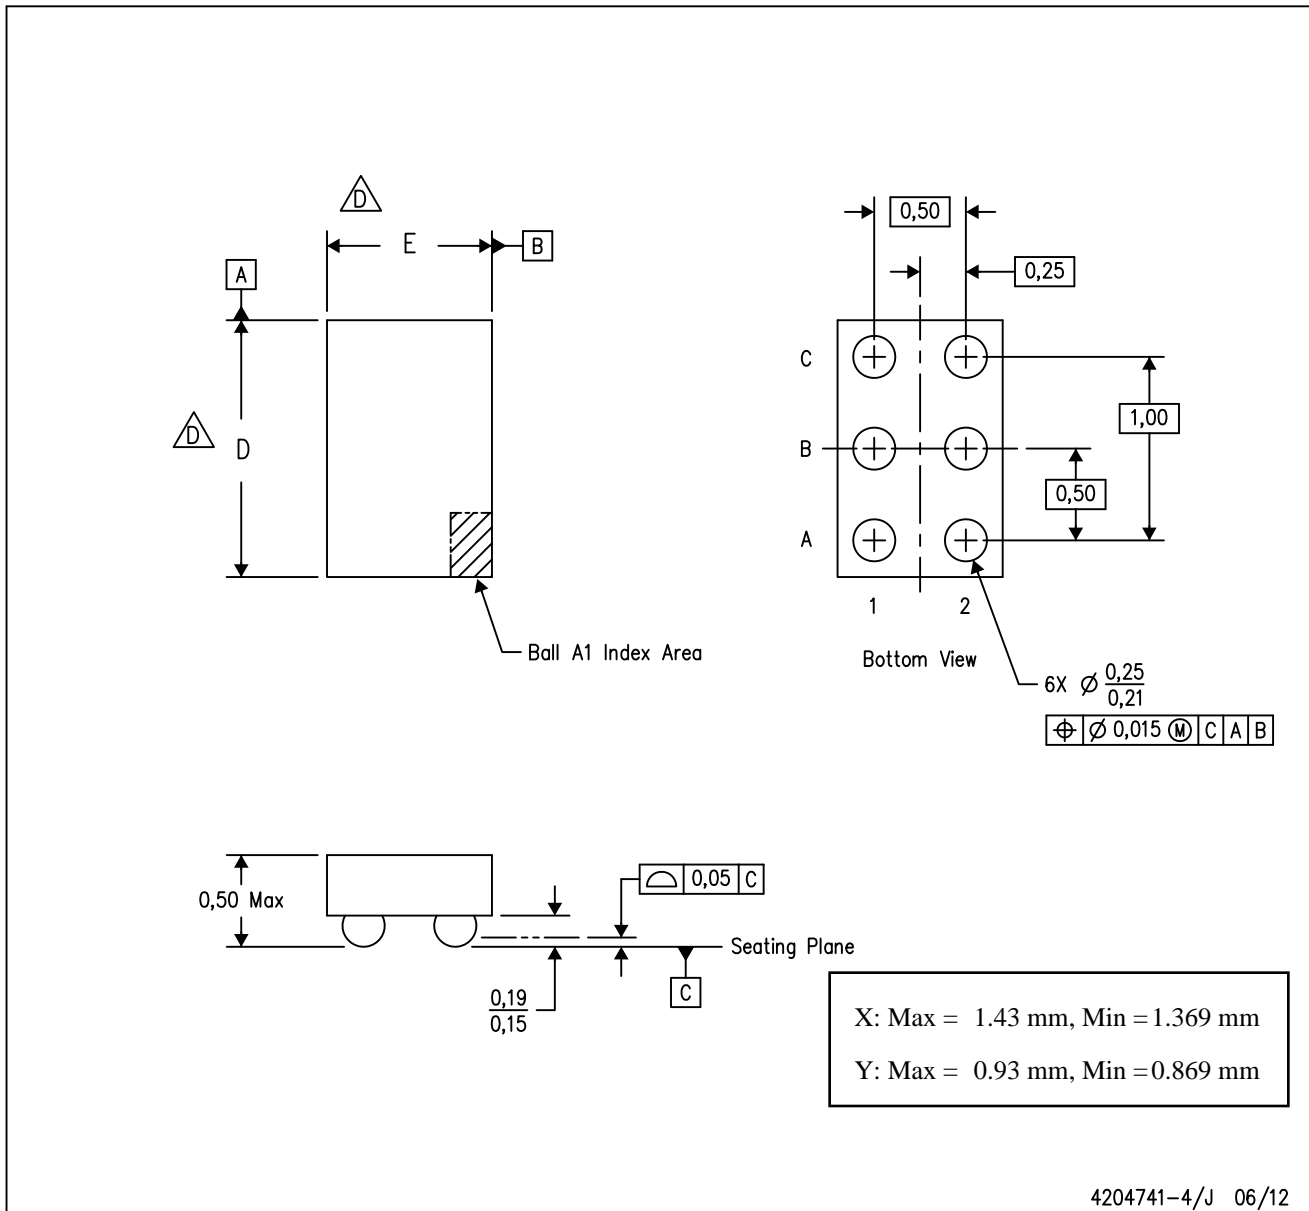 D
E
B
A
D
D
Ball A1 Index Area
0,50
0,25
C
B
A
1,00
0,50
1
2
Bottom View
6X Ø 0,25
0,21
⌖ Ø 0,015 Ⓜ C A B
0,50 Max
⌓ 0,05 C
Seating Plane
C
0,19
0,15
X: Max = 1.43 mm, Min = 1.369 mm
Y: Max = 0.93 mm, Min = 0.869 mm
4204741-4/J 06/12